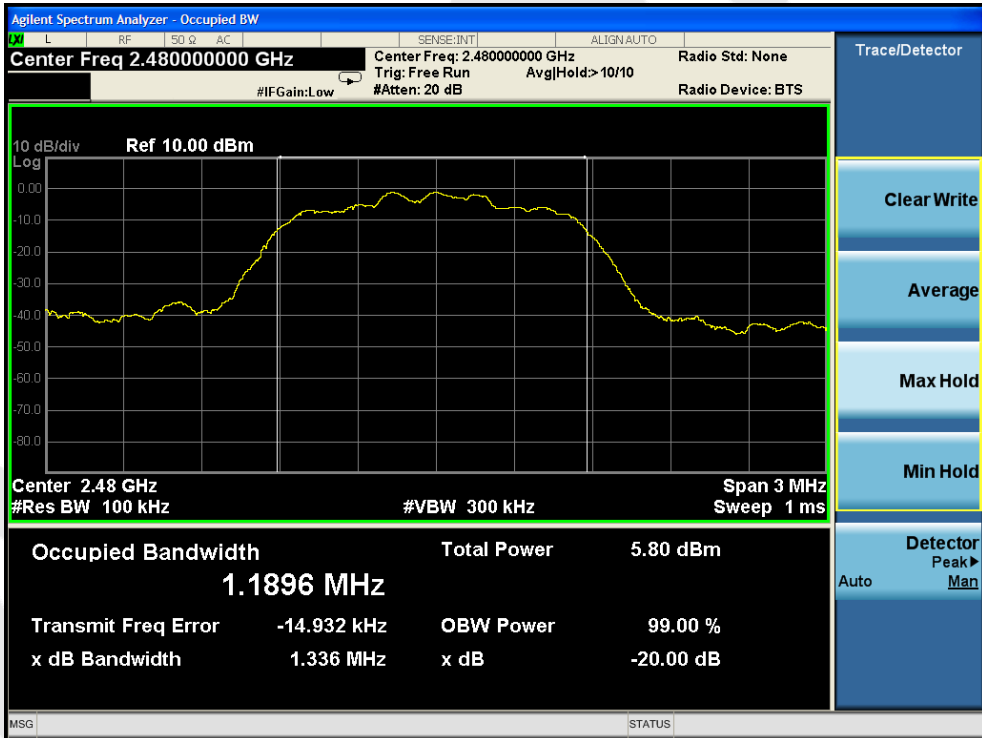 Agilent Spectrum Analyzer - Occupied BW
LXI L RF 50 Ω AC SENSE:INT ALIGN AUTO
Center Freq 2.480000000 GHz
Center Freq: 2.480000000 GHz Radio Std: None
Trig: Free Run Avg|Hold:>10/10
#IFGain:Low #Atten: 20 dB Radio Device: BTS
10 dB/div Ref 10.00 dBm
Log
0.00
-10.0
-20.0
-30.0
-40.0
-50.0
-60.0
-70.0
-80.0
Center 2.48 GHz Span 3 MHz
#Res BW 100 kHz #VBW 300 kHz Sweep 1 ms
Occupied Bandwidth Total Power 5.80 dBm
1.1896 MHz
Transmit Freq Error -14.932 kHz OBW Power 99.00 %
x dB Bandwidth 1.336 MHz x dB -20.00 dB
MSG STATUS
Trace/Detector
Clear Write
Average
Max Hold
Min Hold
Detector
Peak▶
Auto Man